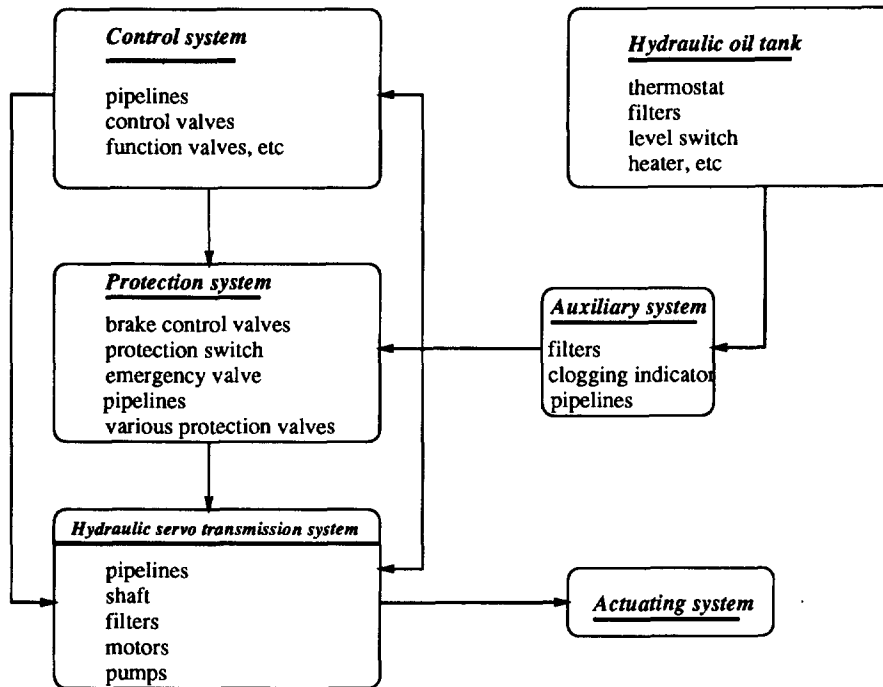 Control system
pipelines
control valves
function valves, etc
Hydraulic oil tank
thermostat
filters
level switch
heater, etc
Protection system
brake control valves
protection switch
emergency valve
pipelines
various protection valves
Auxiliary system
filters
clogging indicator
pipelines
Hydraulic servo transmission system
pipelines
shaft
filters
motors
pumps
Actuating system